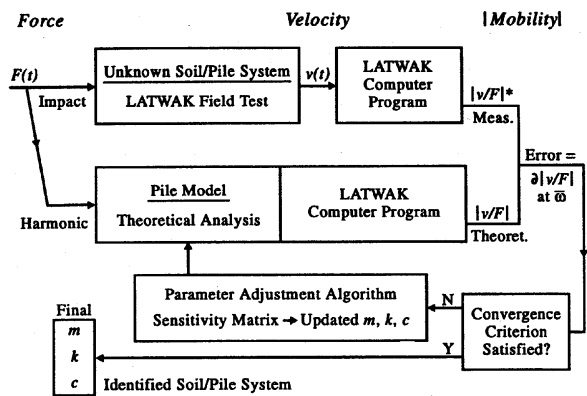 Force
Velocity
|Mobility|
F(t)
Impact
Unknown Soil/Pile System
LATWAK Field Test
v(t)
LATWAK
Computer
Program
|v/F|*
Meas.
Error =
∂|v/F|
at ω̅
Harmonic
Pile Model
Theoretical Analysis
LATWAK
Computer Program
|v/F|
Theoret.
Parameter Adjustment Algorithm
Sensitivity Matrix → Updated m, k, c
N
Y
Convergence
Criterion
Satisfied?
Final
m
k
c
Identified Soil/Pile System